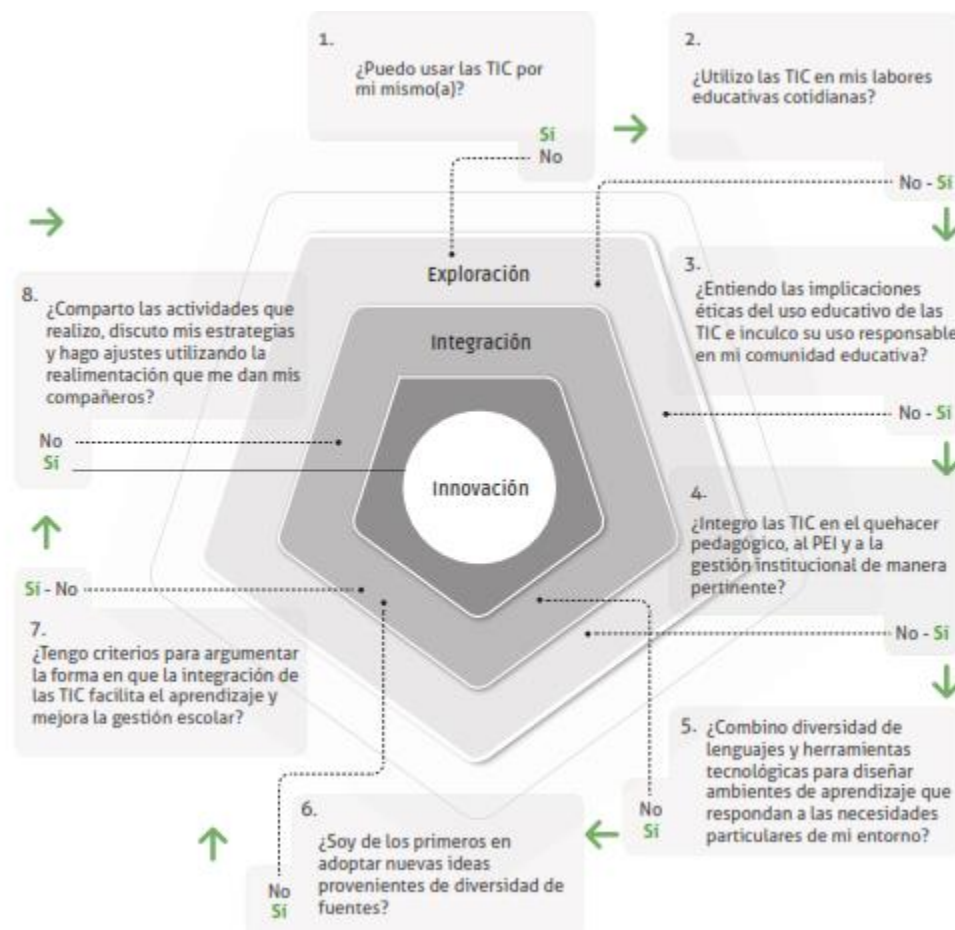 1.
¿Puedo usar las TIC por
mi mismo(a)?
Sí
No
2.
¿Utilizo las TIC en mis labores
educativas cotidianas?
No - Sí
3.
¿Entiendo las implicaciones
éticas del uso educativo de las
TIC e inculco su uso responsable
en mi comunidad educativa?
No - Sí
4.
¿Integro las TIC en el quehacer
pedagógico, al PEI y a la
gestión institucional de manera
pertinente?
No - Sí
5. ¿Combino diversidad de
lenguajes y herramientas
tecnológicas para diseñar
ambientes de aprendizaje que
respondan a las necesidades
particulares de mi entorno?
No
Sí
6.
¿Soy de los primeros en
adoptar nuevas ideas
provenientes de diversidad de
fuentes?
No
Sí
Sí - No
7.
¿Tengo criterios para argumentar
la forma en que la integración de
las TIC facilita el aprendizaje y
mejora la gestión escolar?
8.
¿Comparto las actividades que
realizo, discuto mis estrategias
y hago ajustes utilizando la
realimentación que me dan mis
compañeros?
No
Sí
Exploración
Integración
Innovación